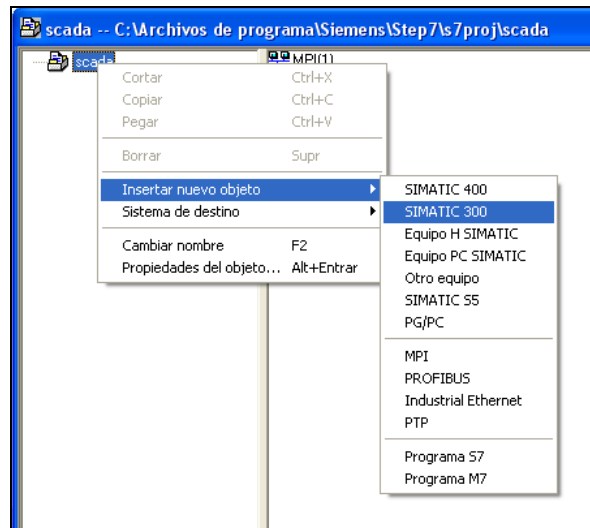 scada -- C:\Archivos de programa\Siemens\Step7\s7proj\scada
scada
MPI(1)
Cortar Ctrl+X
Copiar Ctrl+C
Pegar Ctrl+V
Borrar Supr
Insertar nuevo objeto
Sistema de destino
Cambiar nombre F2
Propiedades del objeto... Alt+Entrar
SIMATIC 400
SIMATIC 300
Equipo H SIMATIC
Equipo PC SIMATIC
Otro equipo
SIMATIC S5
PG/PC
MPI
PROFIBUS
Industrial Ethernet
PTP
Programa S7
Programa M7